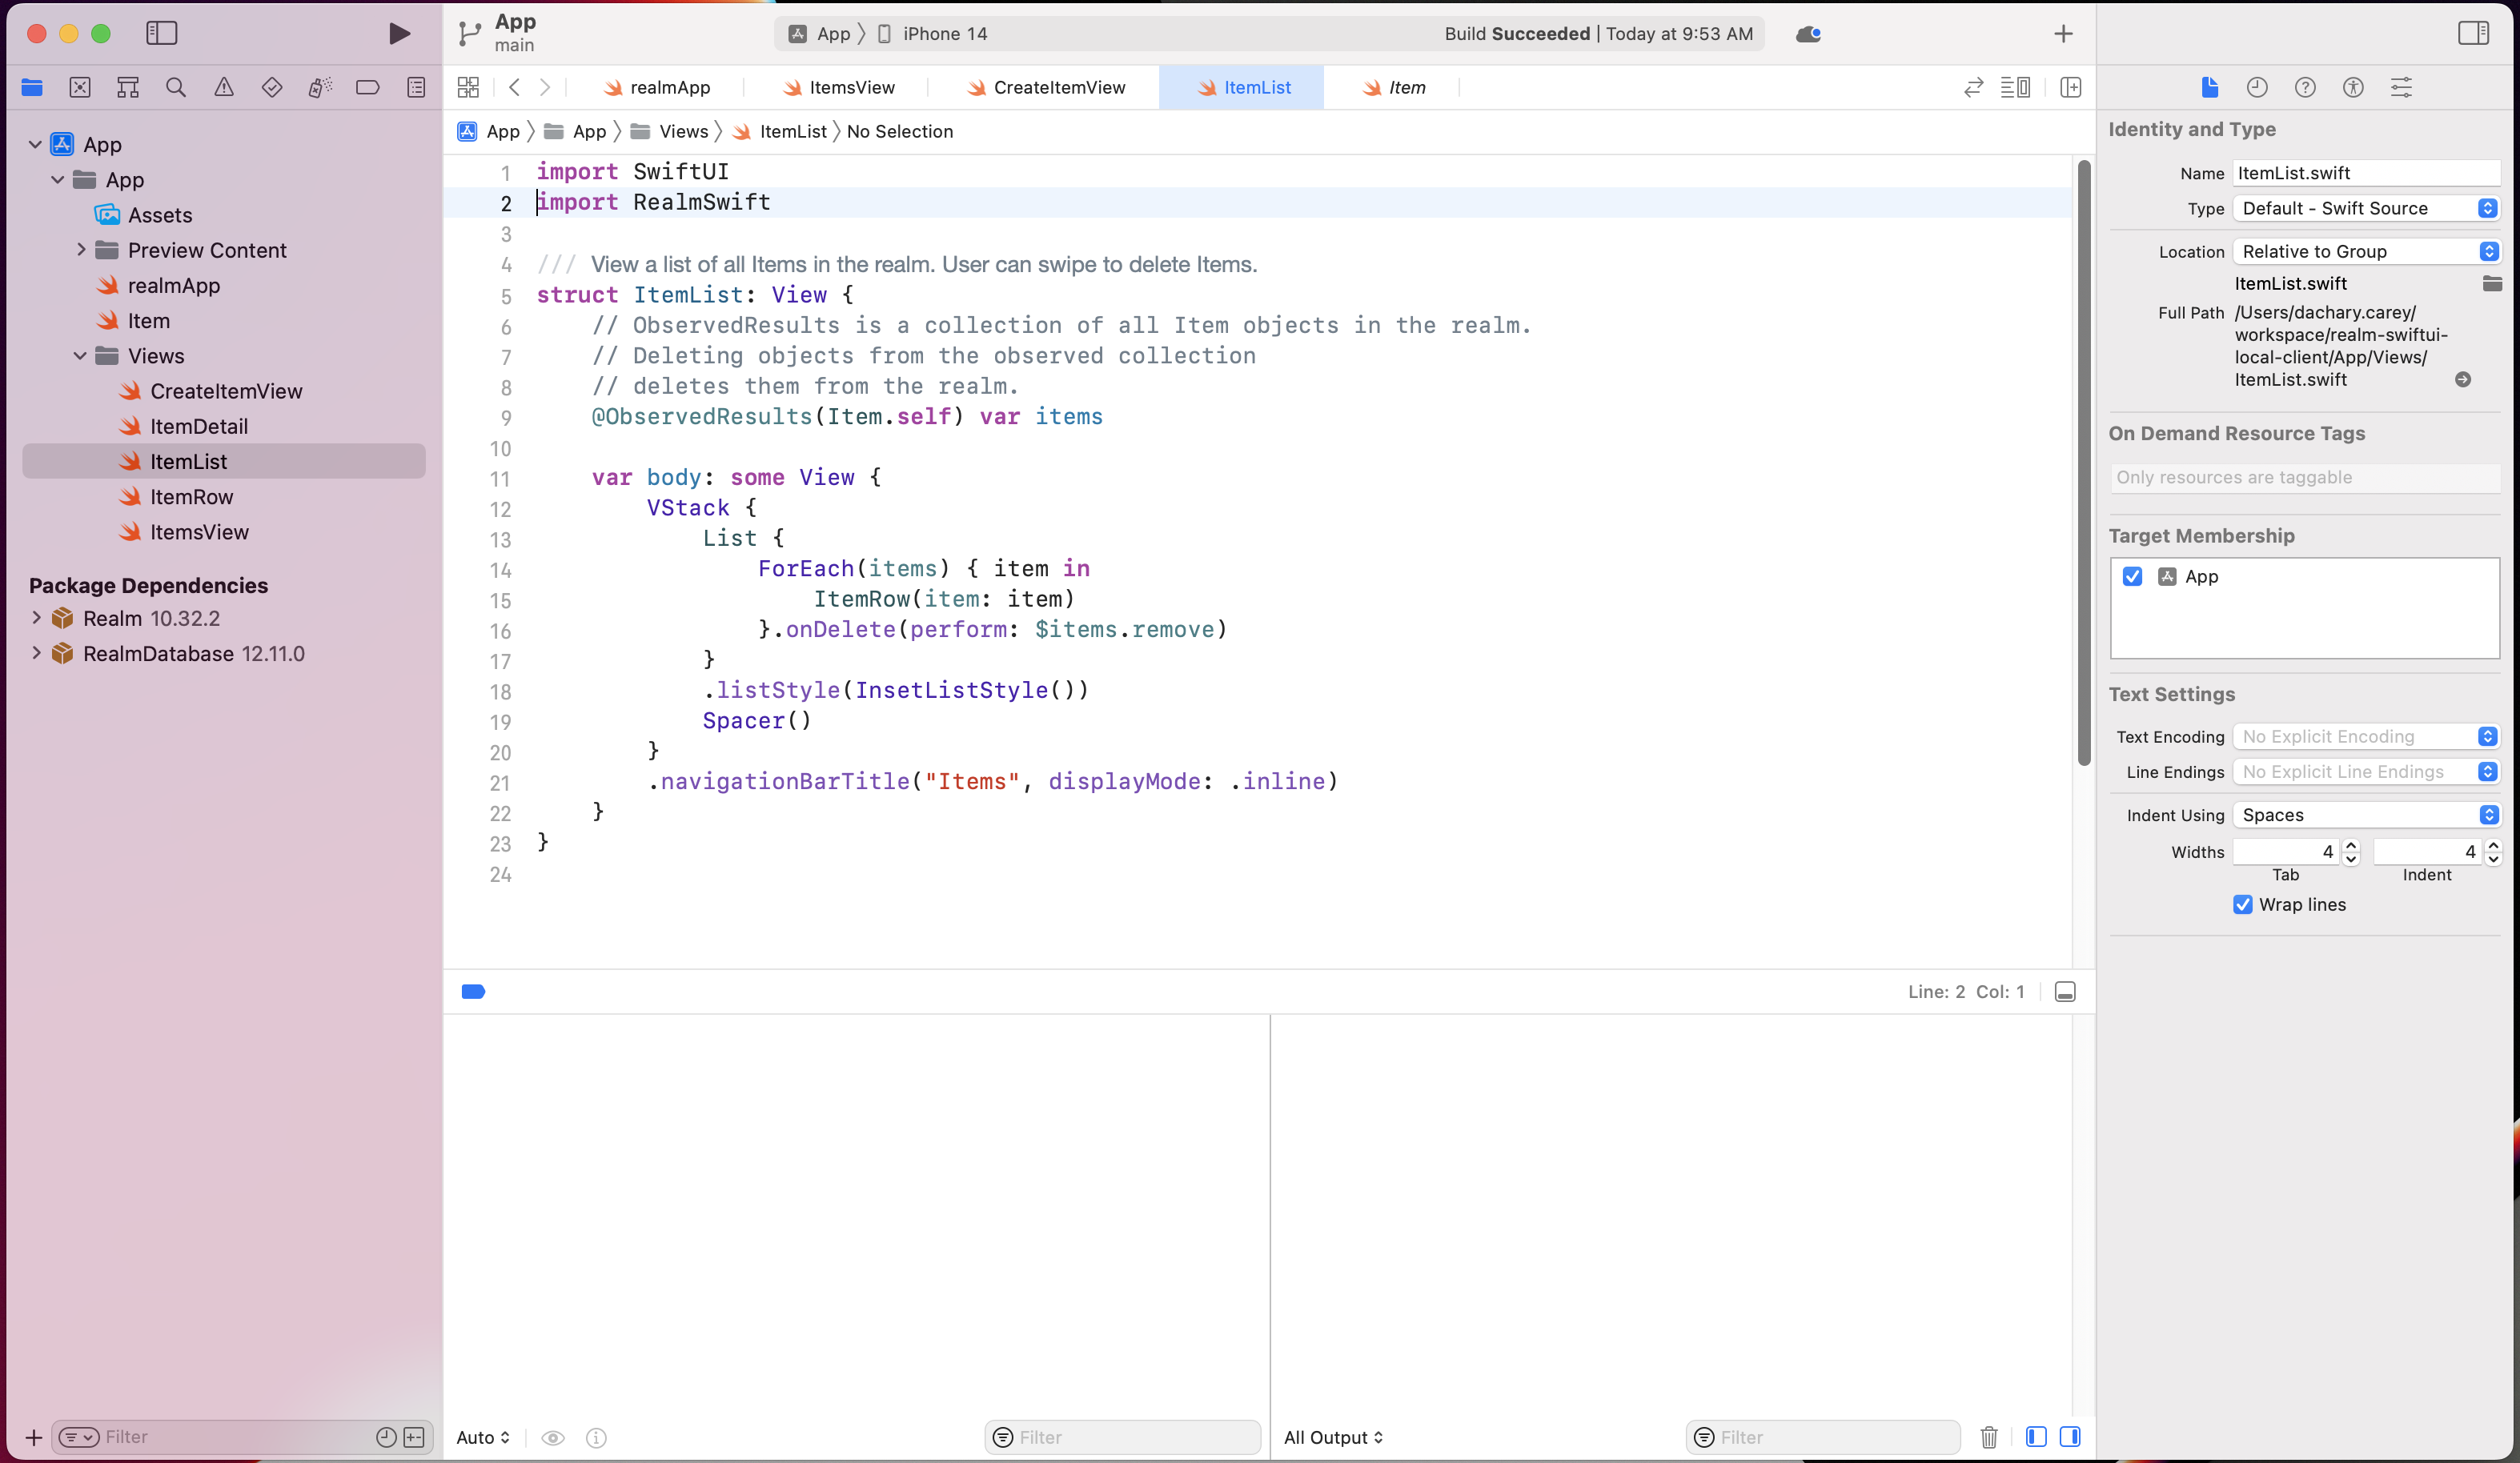 App
main
App
iPhone 14
Build Succeeded | Today at 9:53 AM
realmApp
ItemsView
CreateItemView
ItemList
Item
App
App
Views
ItemList
No Selection
App
App
Assets
Preview Content
realmApp
Item
Views
CreateItemView
ItemDetail
ItemList
ItemRow
ItemsView
Package Dependencies
Realm 10.32.2
RealmDatabase 12.11.0
Filter
1 import SwiftUI
2 import RealmSwift
3
4 /// View a list of all Items in the realm. User can swipe to delete Items.
5 struct ItemList: View {
6 // ObservedResults is a collection of all Item objects in the realm.
7 // Deleting objects from the observed collection
8 // deletes them from the realm.
9 @ObservedResults(Item.self) var items
10
11 var body: some View {
12 VStack {
13 List {
14 ForEach(items) { item in
15 ItemRow(item: item)
16 }.onDelete(perform: $items.remove)
17 }
18 .listStyle(InsetListStyle())
19 Spacer()
20 }
21 .navigationBarTitle("Items", displayMode: .inline)
22 }
23 }
24
Line: 2 Col: 1
Auto
Filter
All Output
Filter
Identity and Type
Name ItemList.swift
Type Default - Swift Source
Location Relative to Group
ItemList.swift
Full Path /Users/dachary.carey/
workspace/realm-swiftui-
local-client/App/Views/
ItemList.swift
On Demand Resource Tags
Only resources are taggable
Target Membership
App
Text Settings
Text Encoding No Explicit Encoding
Line Endings No Explicit Line Endings
Indent Using Spaces
Widths 4 4
Tab Indent
Wrap lines